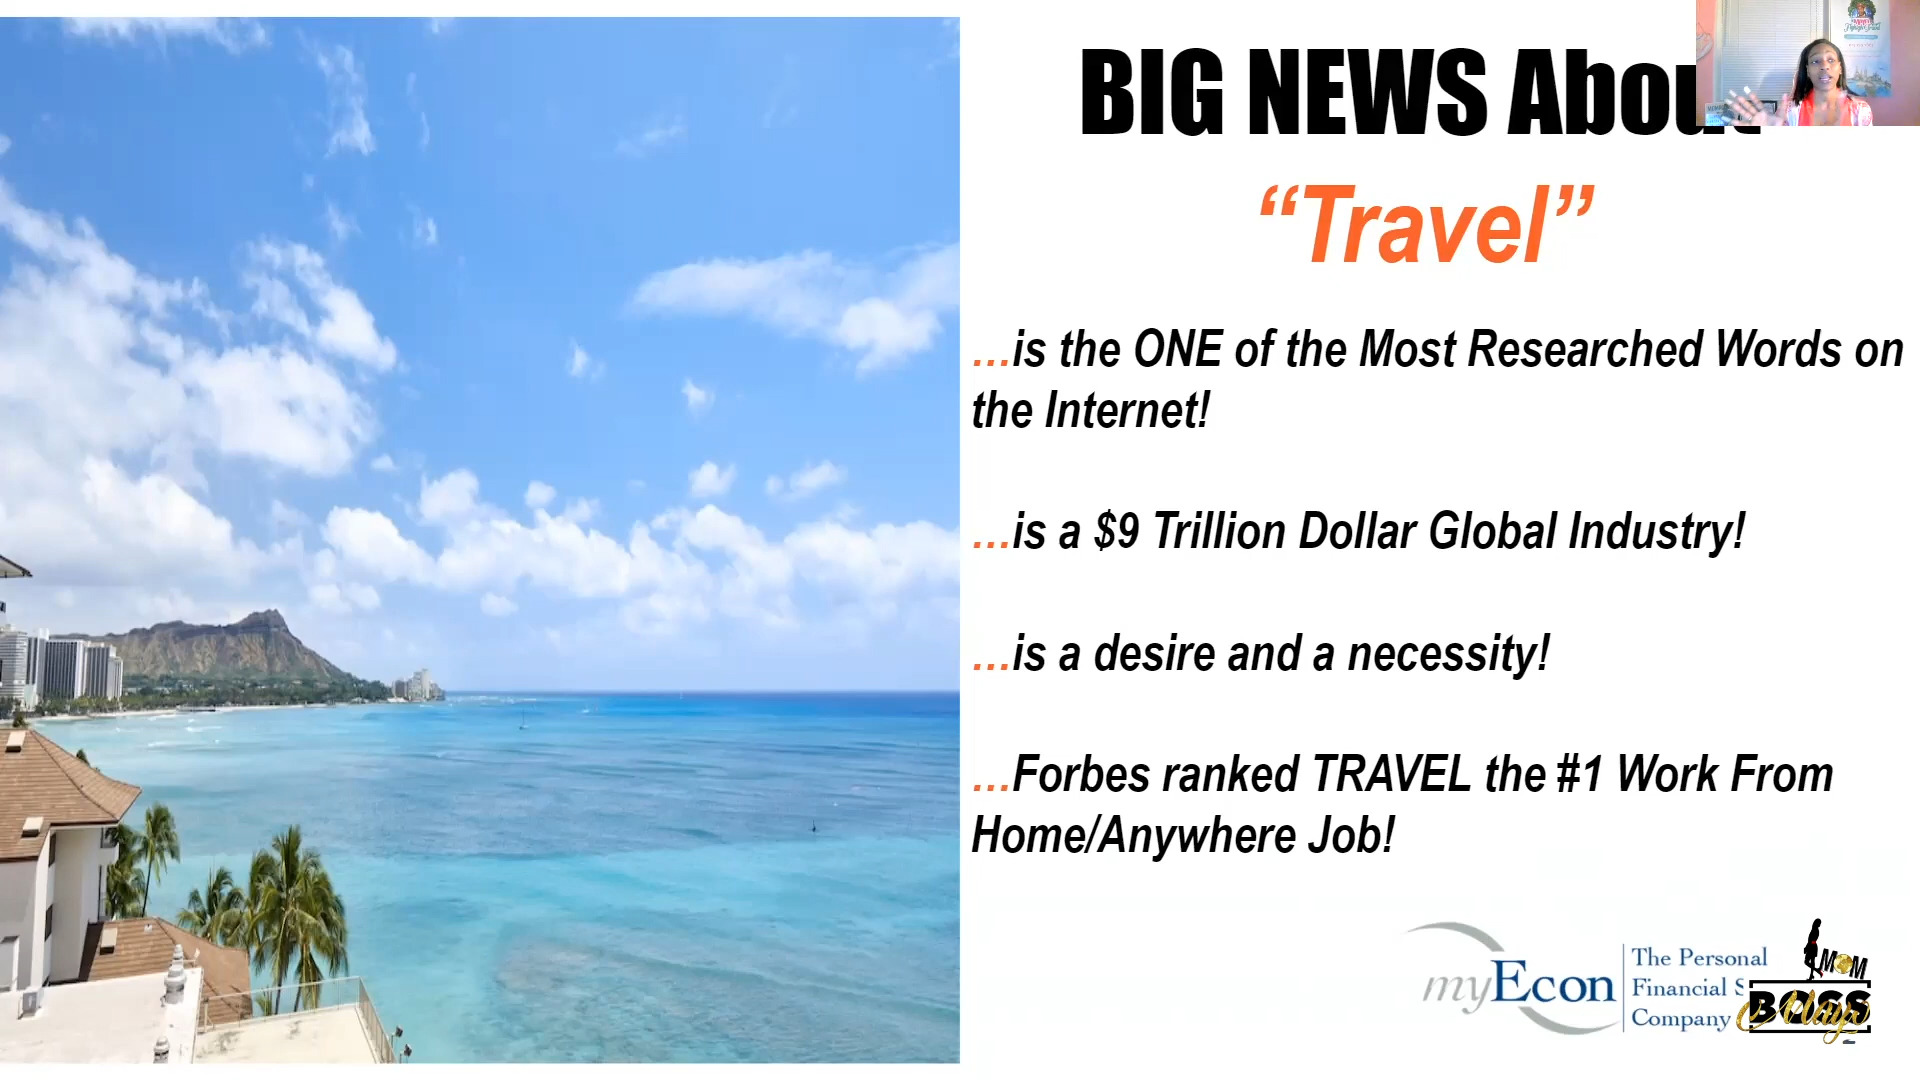 BIG NEWS About
“Travel”
...is the ONE of the Most Researched Words on
the Internet!
...is a $9 Trillion Dollar Global Industry!
...is a desire and a necessity!
...Forbes ranked TRAVEL the #1 Work From
Home/Anywhere Job!
myEcon
The Personal
Financial S
Company
MOM
BOSS
Mayo